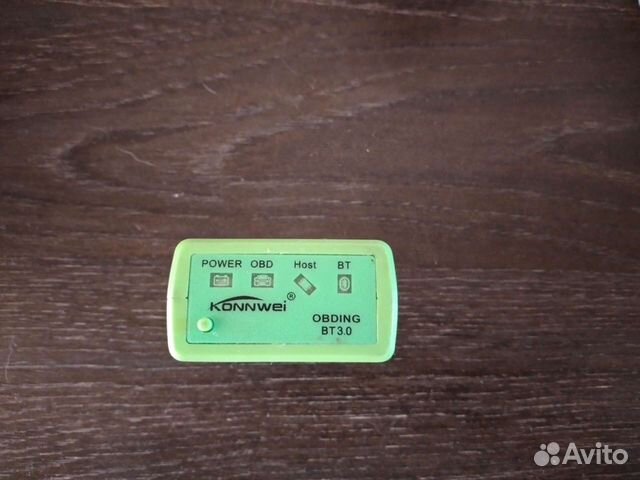 POWER OBD Host BT
KONNWEI®
OBDING
BT3.0
Avito